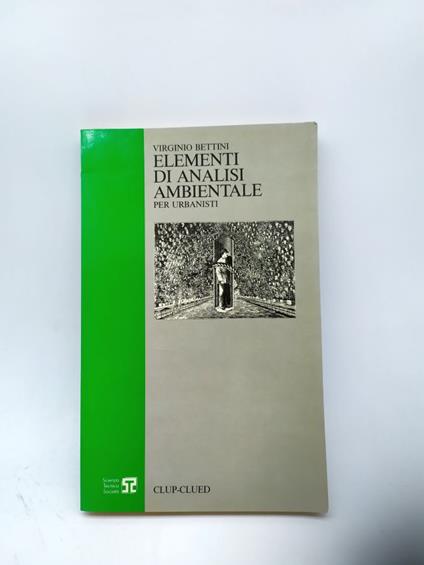 VIRGINIO BETTINI
ELEMENTI
DI ANALISI
AMBIENTALE
PER URBANISTI
Scienza
Tecnica
Società
CLUP-CLUED